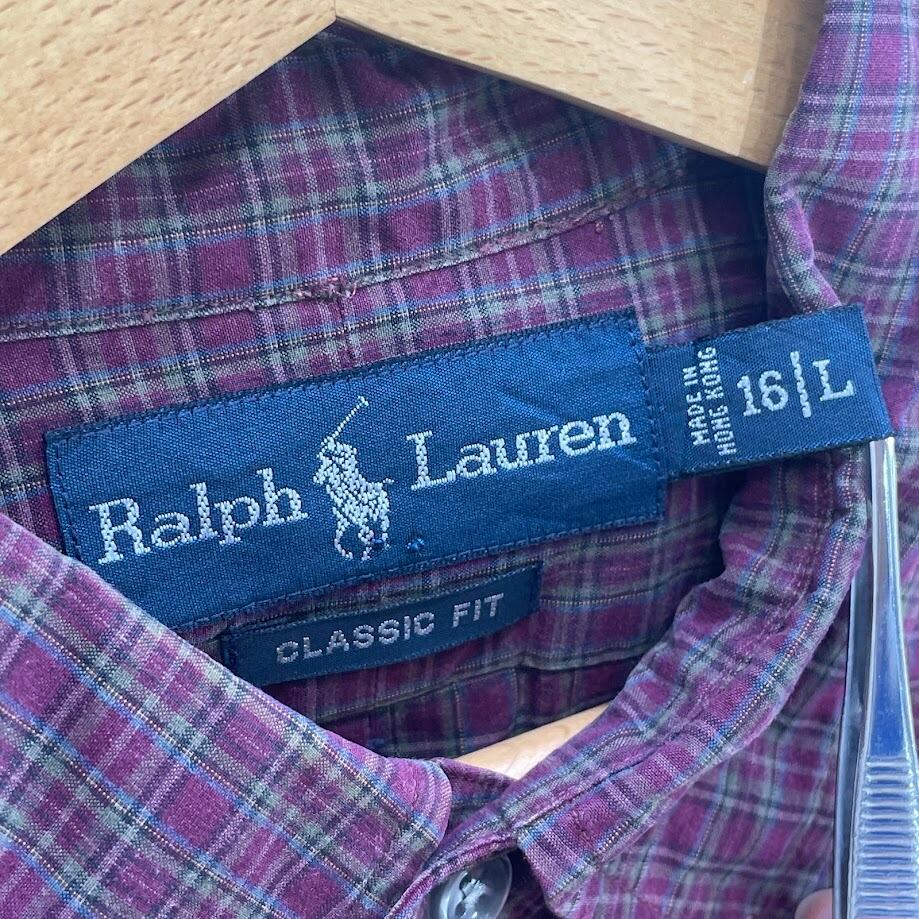 Ralph Lauren
MADE IN
HONG KONG
16/L
CLASSIC FIT